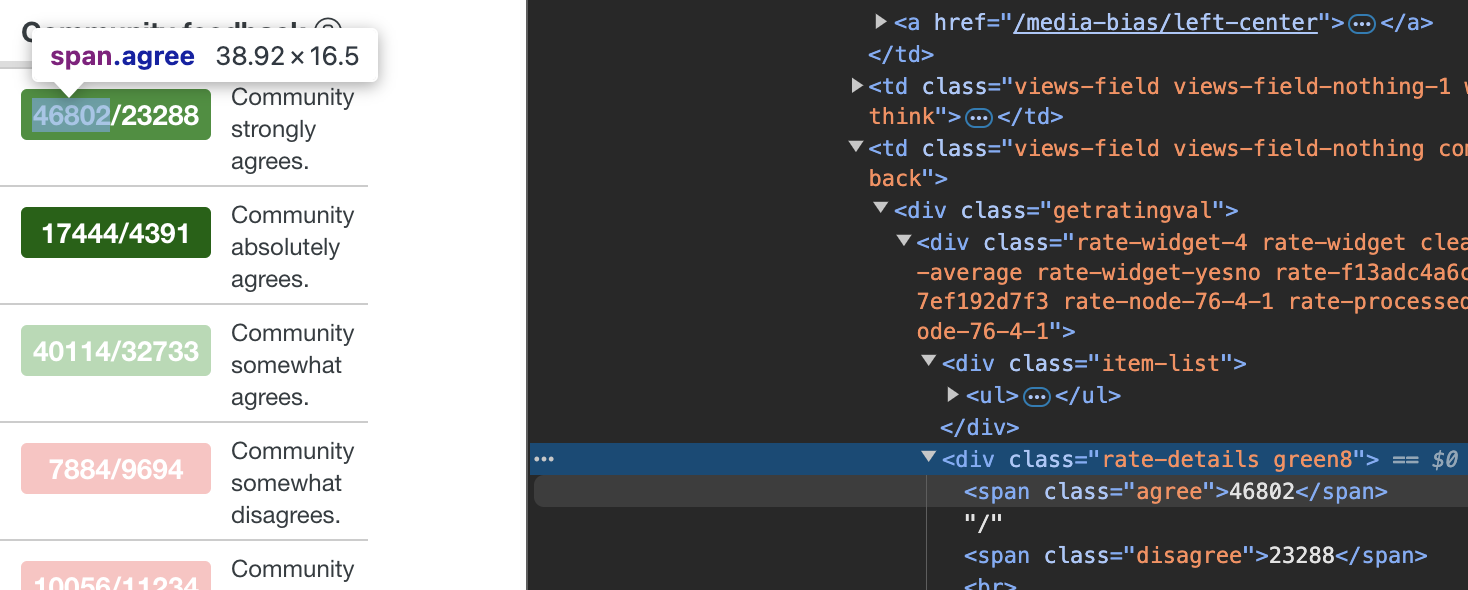 Community feedback ?
span.agree 38.92×16.5
46802/23288
Community
strongly
agrees.
17444/4391
Community
absolutely
agrees.
40114/32733
Community
somewhat
agrees.
7884/9694
Community
somewhat
disagrees.
10056/11234
Community
▶<a href="/media-bias/left-center">…</a>
</td>
▶<td class="views-field views-field-nothing-1
think">…</td>
▼<td class="views-field views-field-nothing
back">
▼<div class="getratingval">
▼<div class="rate-widget-4 rate-widget
-average rate-widget-yesno rate-f13adc4a6c
7ef192d7f3 rate-node-76-4-1 rate-processed
ode-76-4-1">
▼<div class="item-list">
▶<ul>…</ul>
</div>
… ▼<div class="rate-details green8"> == $0
<span class="agree">46802</span>
"/"
<span class="disagree">23288</span>
<br>